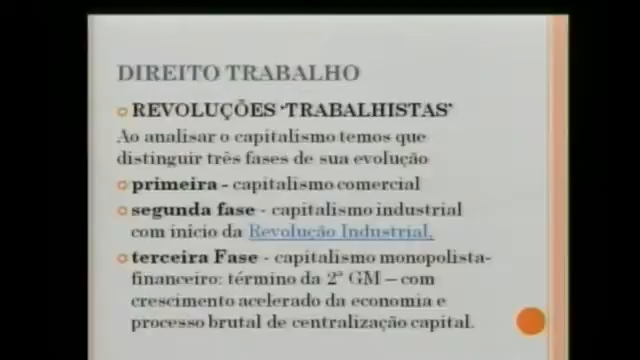 DIREITO TRABALHO
REVOLUÇÕES 'TRABALHISTAS'
Ao analisar o capitalismo temos que
distinguir três fases de sua evolução
primeira - capitalismo comercial
segunda fase - capitalismo industrial
com início da Revolução Industrial.
terceira Fase - capitalismo monopolista-
financeiro: término da 2ª GM – com
crescimento acelerado da economia e
processo brutal de centralização capital.